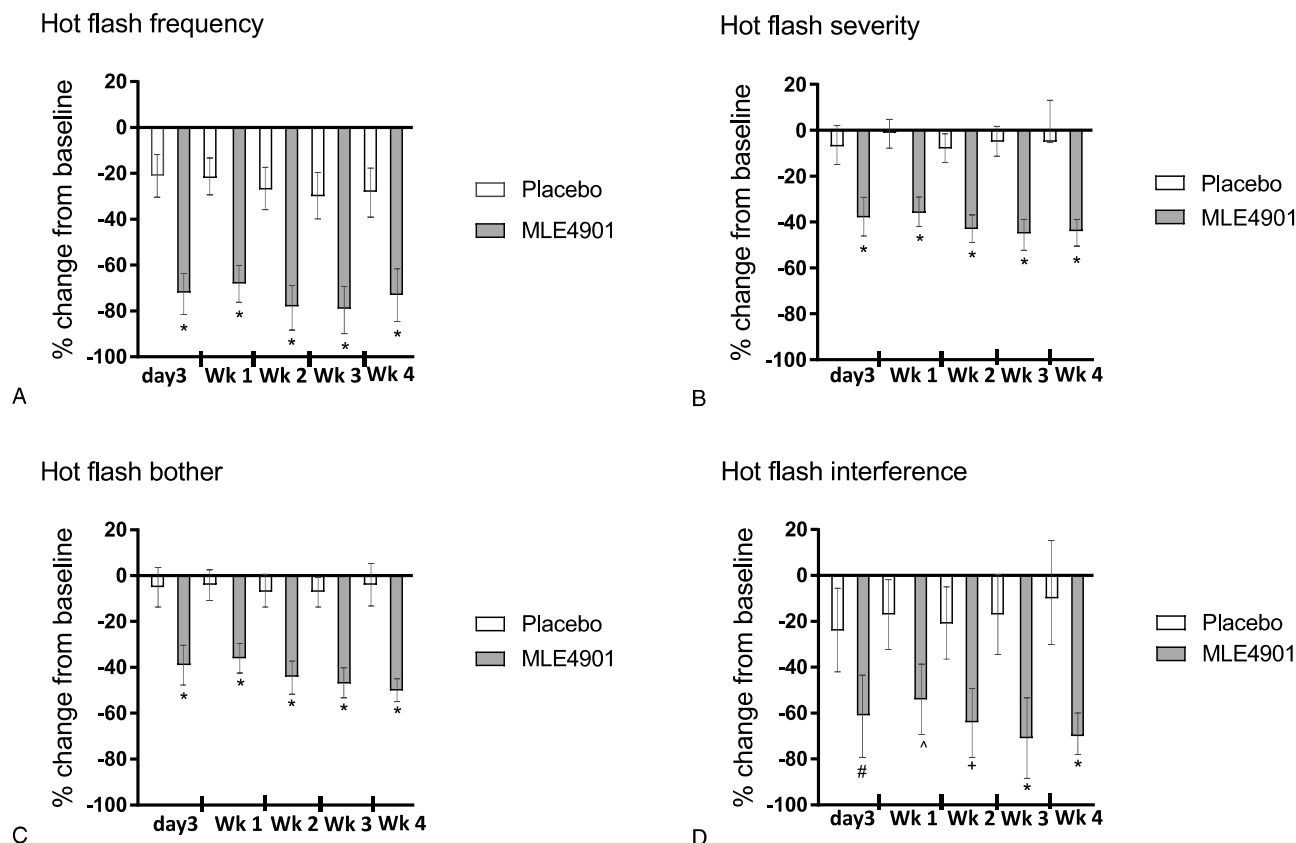 Hot flash frequency
% change from baseline
20
0
-20
-40
-60
-80
-100
* * * * *
day3 Wk 1 Wk 2 Wk 3 Wk 4
Placebo
MLE4901
A
Hot flash severity
% change from baseline
20
0
-20
-40
-60
-80
-100
* * * * *
day3 Wk 1 Wk 2 Wk 3 Wk 4
Placebo
MLE4901
B
Hot flash bother
% change from baseline
20
0
-20
-40
-60
-80
-100
* * * * *
day3 Wk 1 Wk 2 Wk 3 Wk 4
Placebo
MLE4901
C
Hot flash interference
% change from baseline
20
0
-20
-40
-60
-80
-100
# ^ + * *
day3 Wk 1 Wk 2 Wk 3 Wk 4
Placebo
MLE4901
D